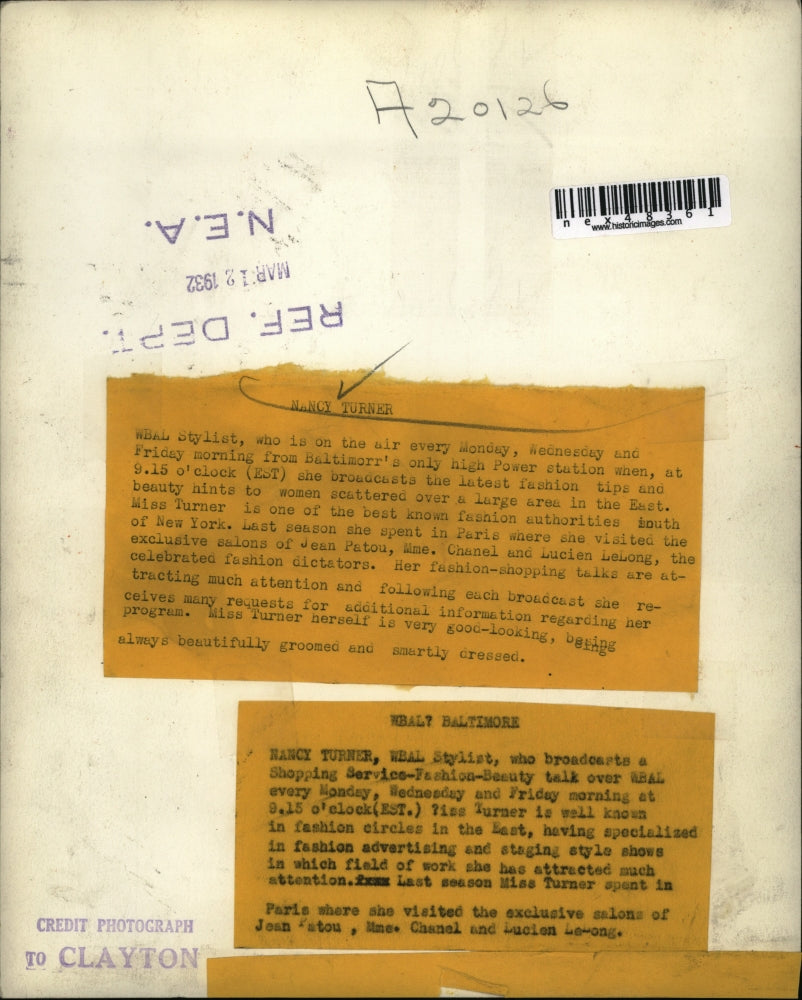 A20126
nex48361
www.historicimages.com
REF. DEPT.
MAR 12 1932
N.E.A.
NANCY TURNER
WBAL Stylist, who is on the air every Monday, Wednesday and
Friday morning from Baltimorr's only high Power station when, at
9.15 o'clock (EST) she broadcasts the latest fashion tips and
beauty hints to women scattered over a large area in the East.
Miss Turner is one of the best known fashion authorities South
of New York. Last season she spent in Paris where she visited the
exclusive salons of Jean Patou, Mme. Chanel and Lucien LeLong, the
celebrated fashion dictators. Her fashion-shopping talks are at-
tracting much attention and following each broadcast she re-
ceives many requests for additional information regarding her
program. Miss Turner herself is very good-looking, being
always beautifully groomed and smartly dressed.
WBAL? BALTIMORE
NANCY TURNER, WBAL Stylist, who broadcasts a
Shopping Service-Fashion-Beauty talk over WBAL
every Monday, Wednesday and Friday morning at
9.15 o'clock(EST.) ?iss Turner is well known
in fashion circles in the East, having specialized
in fashion advertising and staging style shows
in which field of work she has attracted much
attention. Last season Miss Turner spent in
Paris where she visited the exclusive salons of
Jean Patou , Mme. Chanel and Lucien LeLong.
CREDIT PHOTOGRAPH
TO CLAYTON